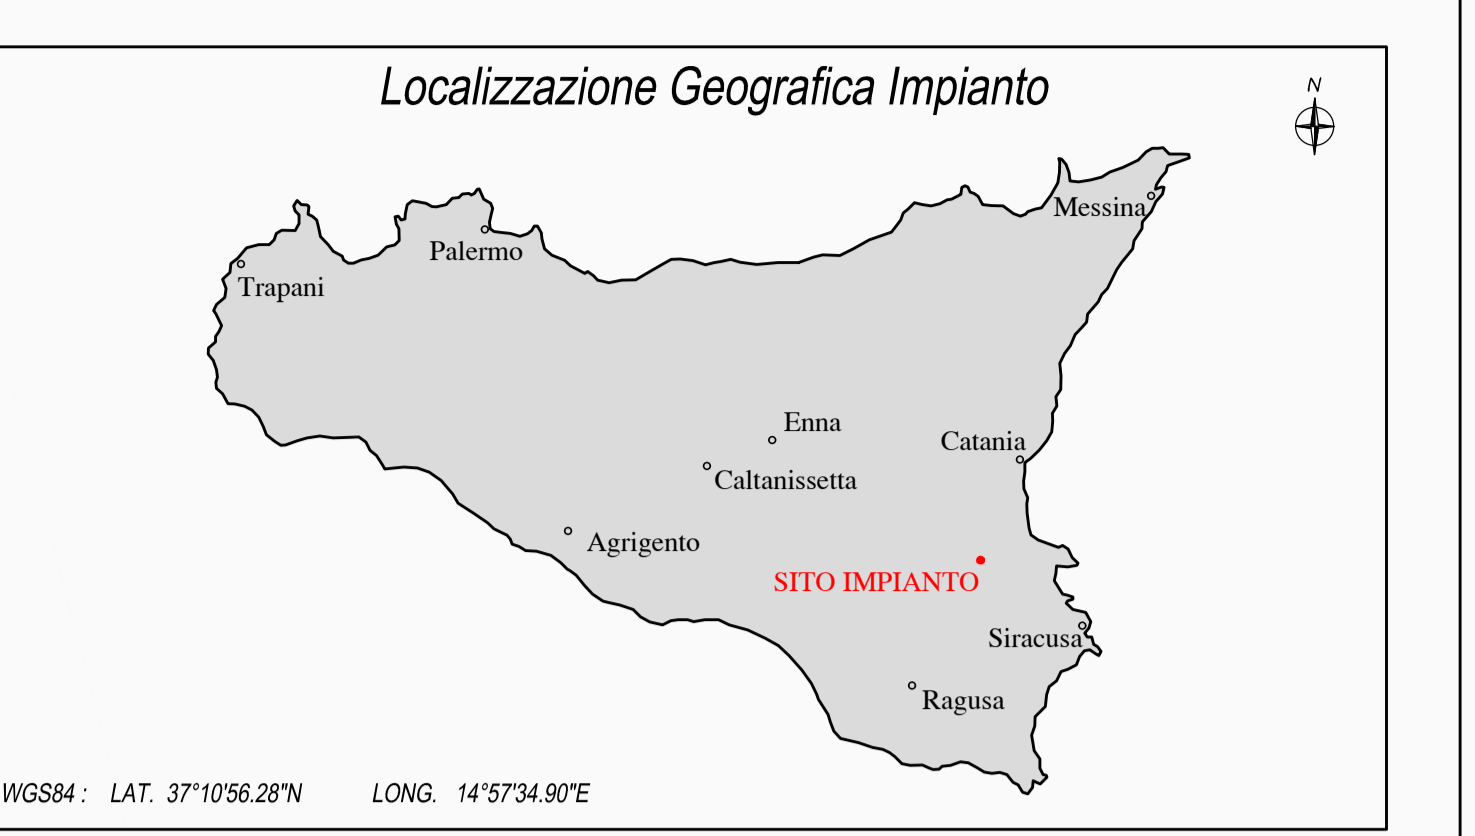 Localizzazione Geografica Impianto
N
Messina
Palermo
Trapani
Enna
Catania
Caltanissetta
Agrigento
SITO IMPIANTO
Siracusa
Ragusa
WGS84 : LAT. 37°10'56.28"N LONG. 14°57'34.90"E